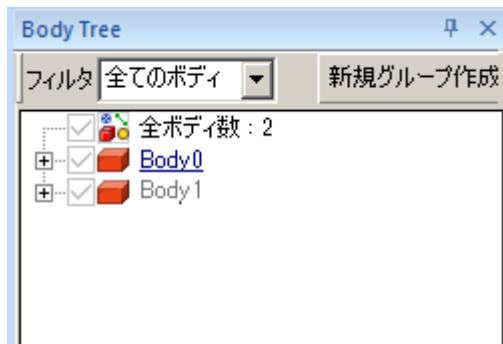 Body Tree
フィルタ 全てのボディ 新規グループ作成
全ボディ数：2
Body0
Body1